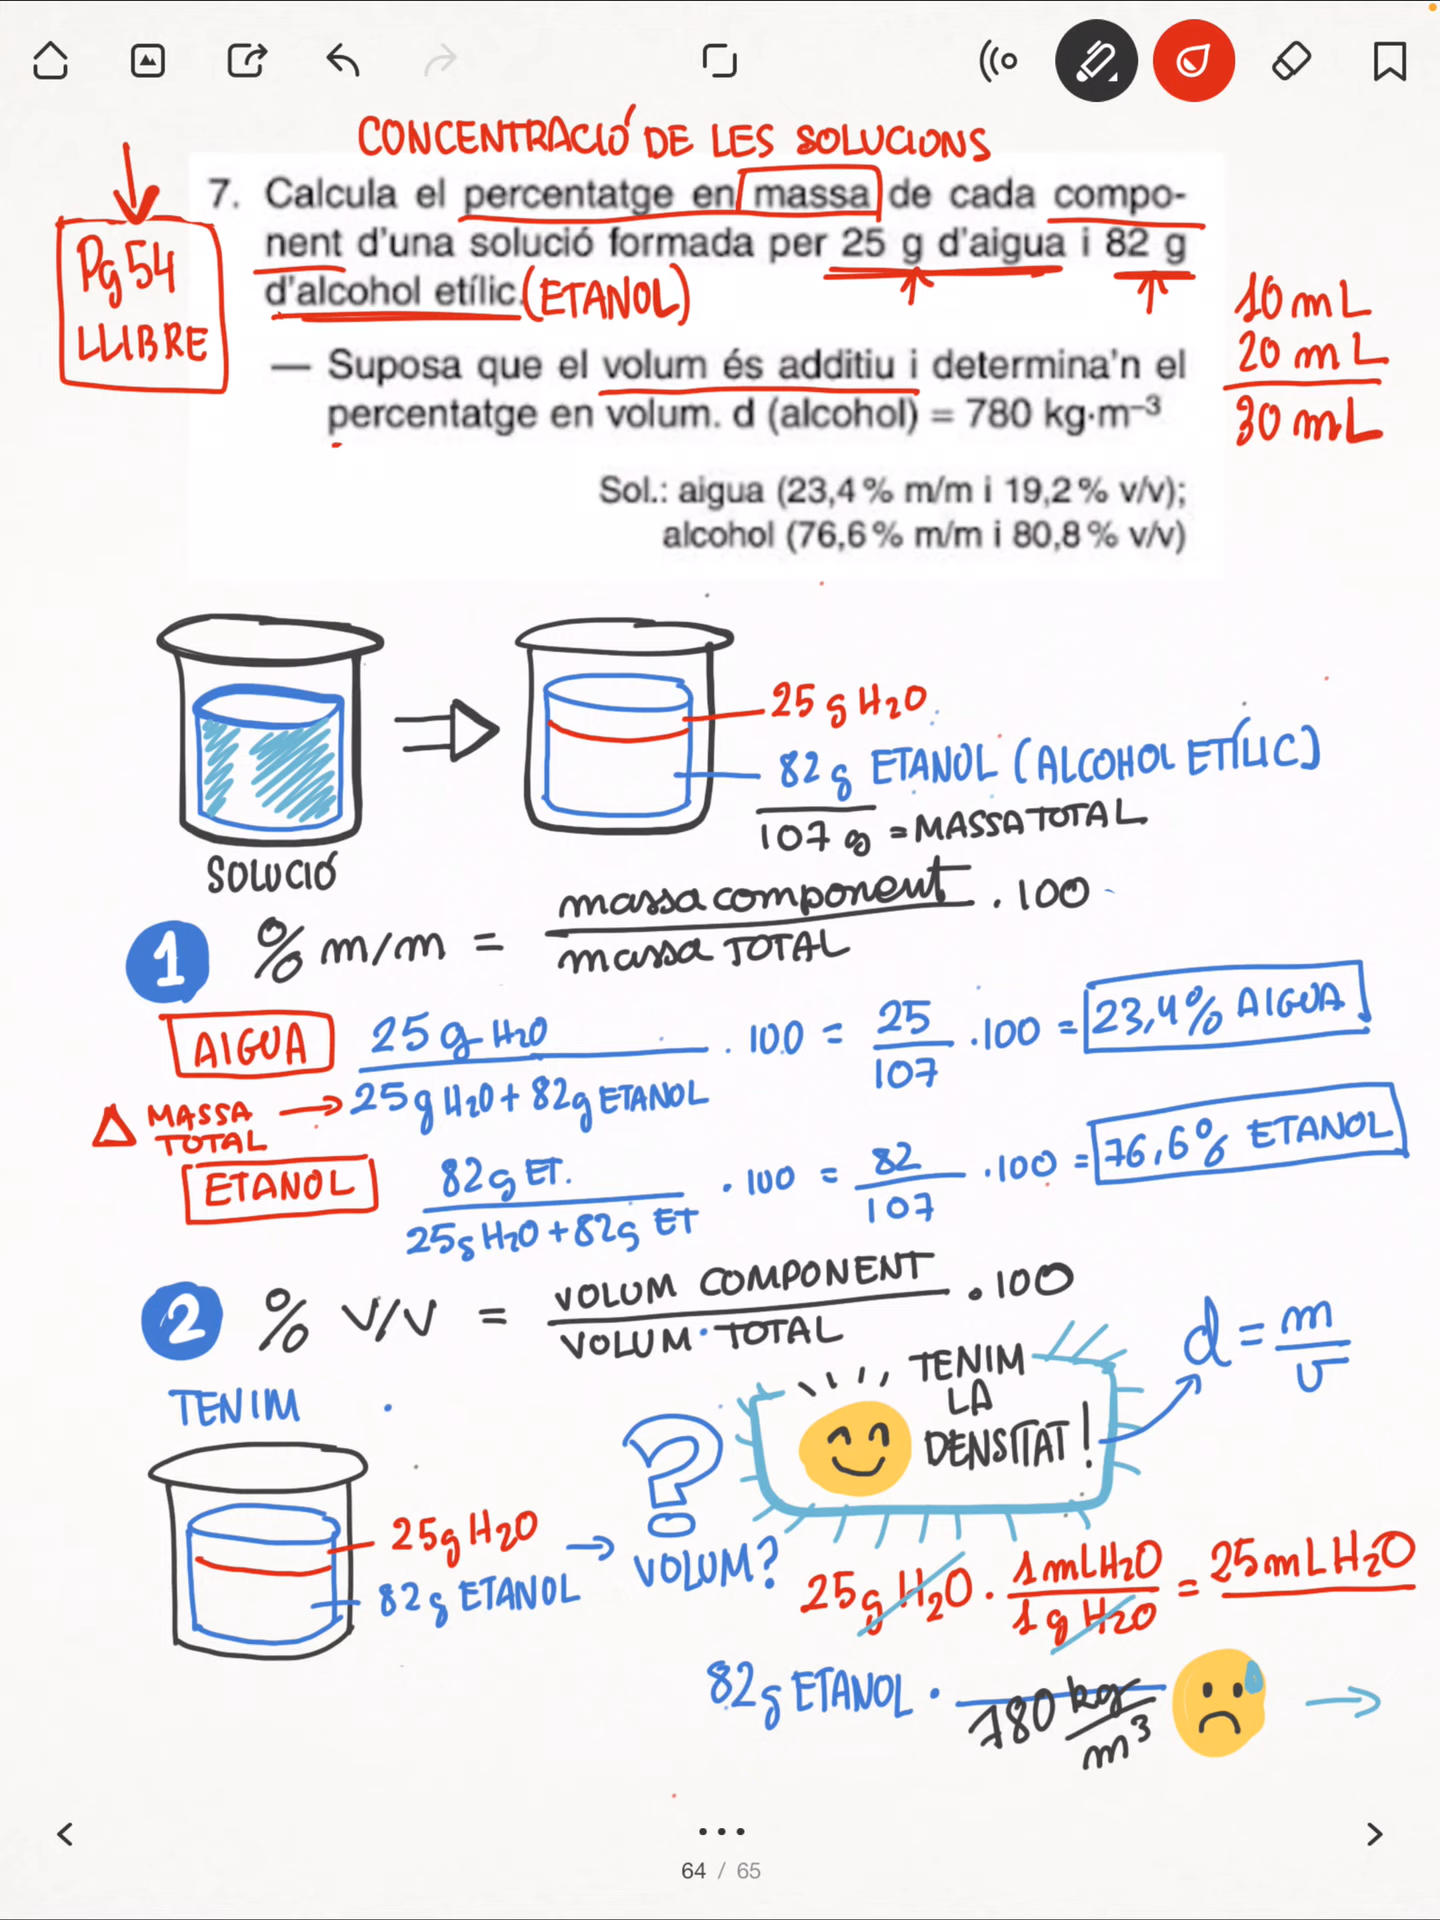 CONCENTRACIÓ DE LES SOLUCIONS
Pg 54
LLIBRE
7. Calcula el percentatge en massa de cada compo-
nent d'una solució formada per 25 g d'aigua i 82 g
d'alcohol etílic. (ETANOL)
— Suposa que el volum és additiu i determina'n el
percentatge en volum. d (alcohol) = 780 kg·m⁻³
10 mL
20 mL
30 mL
Sol.: aigua (23,4 % m/m i 19,2 % v/v);
alcohol (76,6 % m/m i 80,8 % v/v)
25 g H2O
82 g ETANOL (ALCOHOL ETÍLIC)
107 g = MASSA TOTAL
SOLUCIÓ
1 % m/m = massa component . 100
massa TOTAL
AIGUA 25 g H2O . 100 = 25 . 100 = 23,4% AIGUA
25 g H2O + 82 g ETANOL 107
△ MASSA TOTAL →
ETANOL 82 g ET. . 100 = 82 . 100 = 76,6% ETANOL
25 g H2O + 82 g ET 107
2 % V/V = VOLUM COMPONENT . 100
VOLUM TOTAL
TENIM
TENIM
LA
DENSITAT!
d = m
v
25 g H2O
82 g ETANOL
→ ?
VOLUM?
25 g H2O . 1 mL H2O = 25 mL H2O
1 g H2O
82 g ETANOL .
780 kg
m³
→
64 / 65